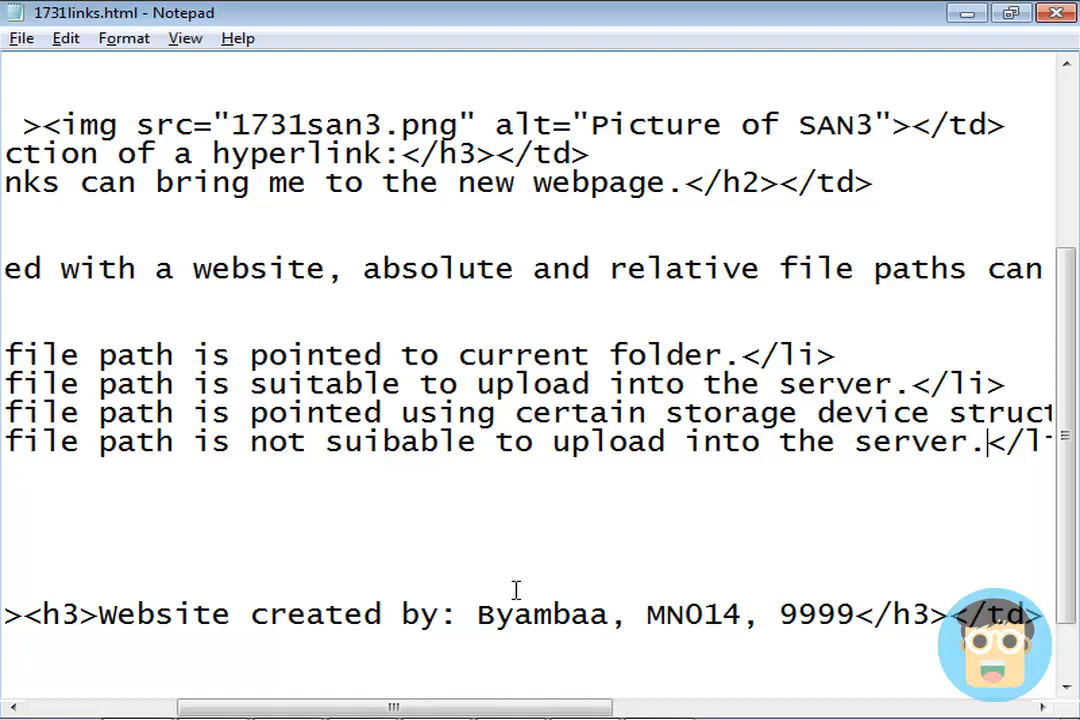 1731links.html - Notepad
File Edit Format View Help
><img src="1731san3.png" alt="Picture of SAN3"></td>
ction of a hyperlink:</h3></td>
nks can bring me to the new webpage.</h2></td>
ed with a website, absolute and relative file paths can
file path is pointed to current folder.</li>
file path is suitable to upload into the server.</li>
file path is pointed using certain storage device struct
file path is not suibable to upload into the server.</l
><h3>Website created by: Byambaa, MN014, 9999</h3></td>